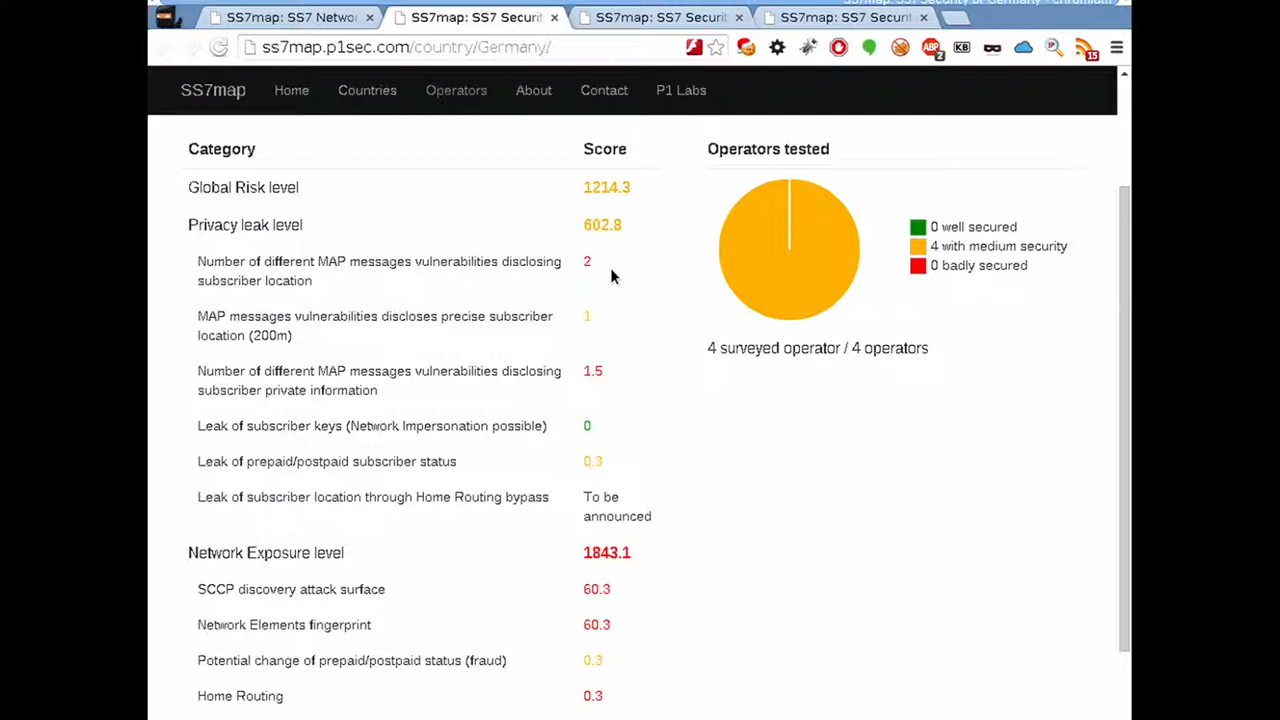 SS7map: SS7 Netwo
SS7map: SS7 Securit
SS7map: SS7 Securit
SS7map: SS7 Securit
ss7map.p1sec.com/country/Germany/
ABP
2
KB
15
SS7map
Home
Countries
Operators
About
Contact
P1 Labs
Category
Score
Global Risk level
1214.3
Privacy leak level
602.8
Number of different MAP messages vulnerabilities disclosing
subscriber location
2
MAP messages vulnerabilities discloses precise subscriber
location (200m)
1
Number of different MAP messages vulnerabilities disclosing
subscriber private information
1.5
Leak of subscriber keys (Network Impersonation possible)
0
Leak of prepaid/postpaid subscriber status
0.3
Leak of subscriber location through Home Routing bypass
To be
announced
Network Exposure level
1843.1
SCCP discovery attack surface
60.3
Network Elements fingerprint
60.3
Potential change of prepaid/postpaid status (fraud)
0.3
Home Routing
0.3
Operators tested
0 well secured
4 with medium security
0 badly secured
4 surveyed operator / 4 operators